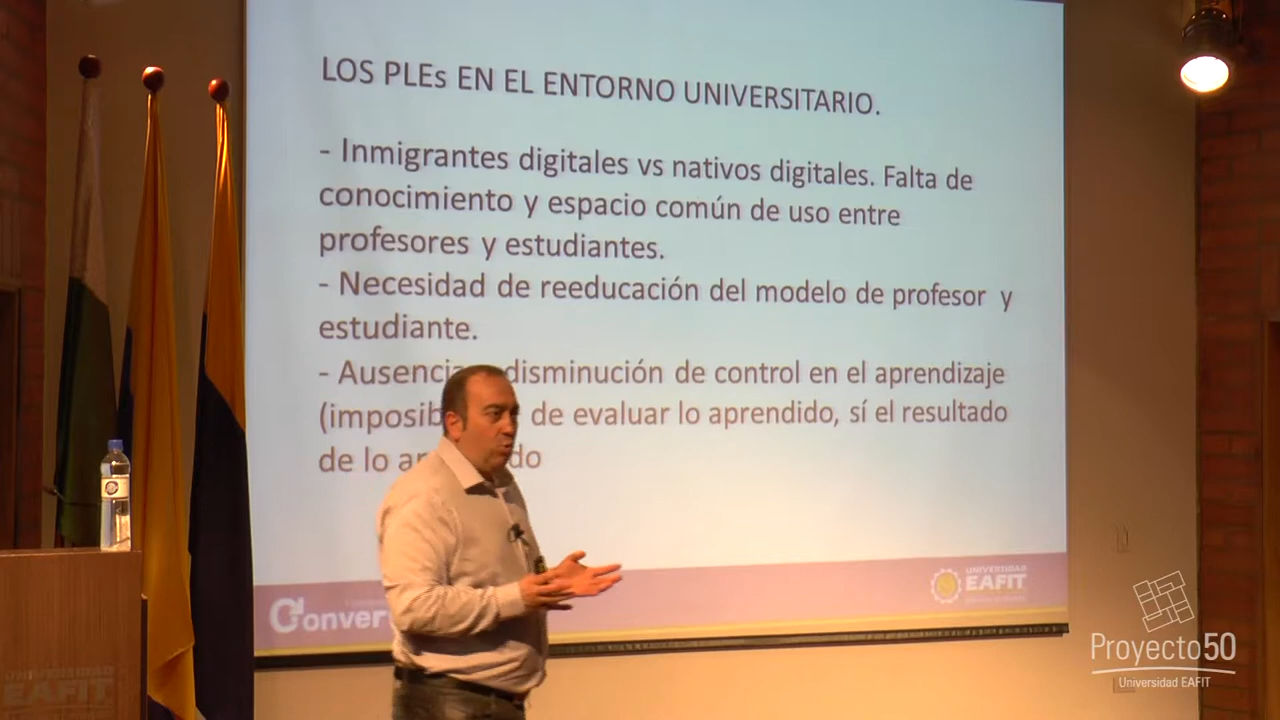 LOS PLEs EN EL ENTORNO UNIVERSITARIO.
- Inmigrantes digitales vs nativos digitales. Falta de
conocimiento y espacio común de uso entre
profesores y estudiantes.
- Necesidad de reeducación del modelo de profesor y
estudiante.
- disminución de control en el aprendizaje
de evaluar lo aprendido, sí el resultado
de lo
UNIVERSIDAD
EAFIT
Proyecto50
Universidad EAFIT
UNIVERSIDAD
EAFIT